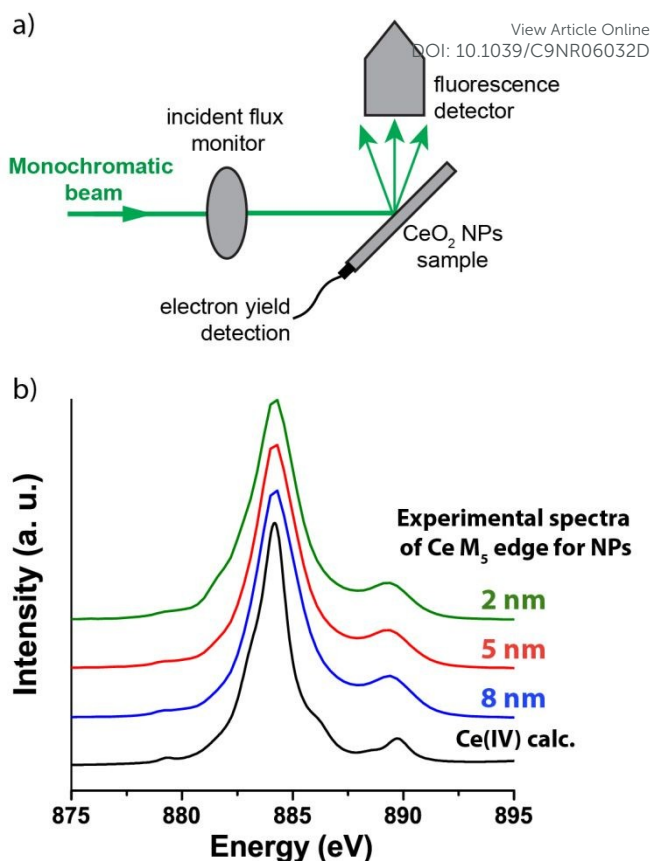 a)
View Article Online
DOI: 10.1039/C9NR06032D
fluorescence
detector
incident flux
monitor
Monochromatic
beam
CeO₂ NPs
sample
electron yield
detection
b)
Intensity (a. u.)
Experimental spectra
of Ce M₅ edge for NPs
2 nm
5 nm
8 nm
Ce(IV) calc.
875 880 885 890 895
Energy (eV)